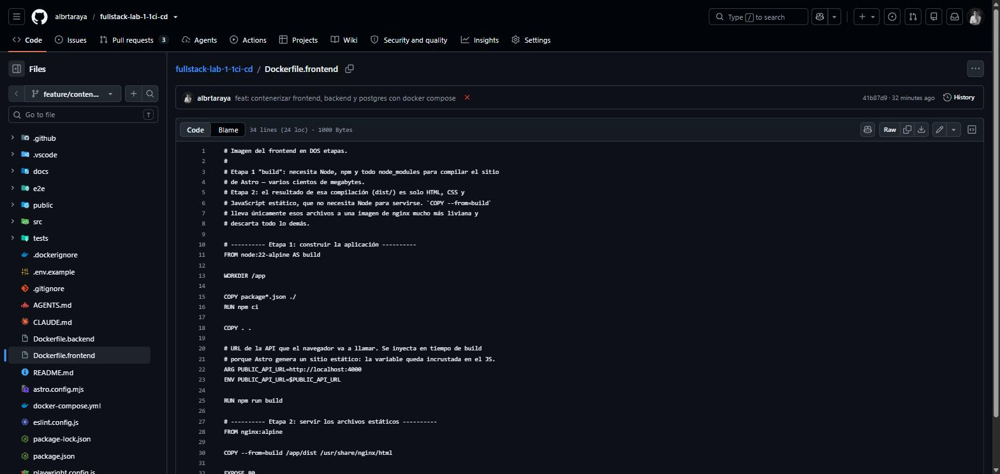 albrtaraya / fullstack-lab-1-1ci-cd
Type / to search
Code
Issues
Pull requests 3
Agents
Actions
Projects
Wiki
Security and quality
Insights
Settings
Files
feature/conten...
Go to file
T
.github
.vscode
docs
e2e
public
src
tests
.dockerignore
.env.example
.gitignore
AGENTS.md
CLAUDE.md
Dockerfile.backend
Dockerfile.frontend
README.md
astro.config.mjs
docker-compose.yml
eslint.config.js
package-lock.json
package.json
playwright.config.js
fullstack-lab-1-1ci-cd / Dockerfile.frontend
albrtaraya feat: contenerizar frontend, backend y postgres con docker compose
41b87d9 · 32 minutes ago
History
Code Blame 34 lines (24 loc) · 1000 Bytes
Raw
1 # Imagen del frontend en DOS etapas.
2 #
3 # Etapa 1 "build": necesita Node, npm y todo node_modules para compilar el sitio
4 # de Astro — varios cientos de megabytes.
5 # Etapa 2: el resultado de esa compilación (dist/) es solo HTML, CSS y
6 # JavaScript estático, que no necesita Node para servirse. `COPY --from=build`
7 # lleva únicamente esos archivos a una imagen de nginx mucho más liviana y
8 # descarta todo lo demás.
9
10 # ---------- Etapa 1: construir la aplicación ----------
11 FROM node:22-alpine AS build
12
13 WORKDIR /app
14
15 COPY package*.json ./
16 RUN npm ci
17
18 COPY . .
19
20 # URL de la API que el navegador va a llamar. Se inyecta en tiempo de build
21 # porque Astro genera un sitio estático: la variable queda incrustada en el JS.
22 ARG PUBLIC_API_URL=http://localhost:4000
23 ENV PUBLIC_API_URL=$PUBLIC_API_URL
24
25 RUN npm run build
26
27 # ---------- Etapa 2: servir los archivos estáticos ----------
28 FROM nginx:alpine
29
30 COPY --from=build /app/dist /usr/share/nginx/html
31
32 EXPOSE 80